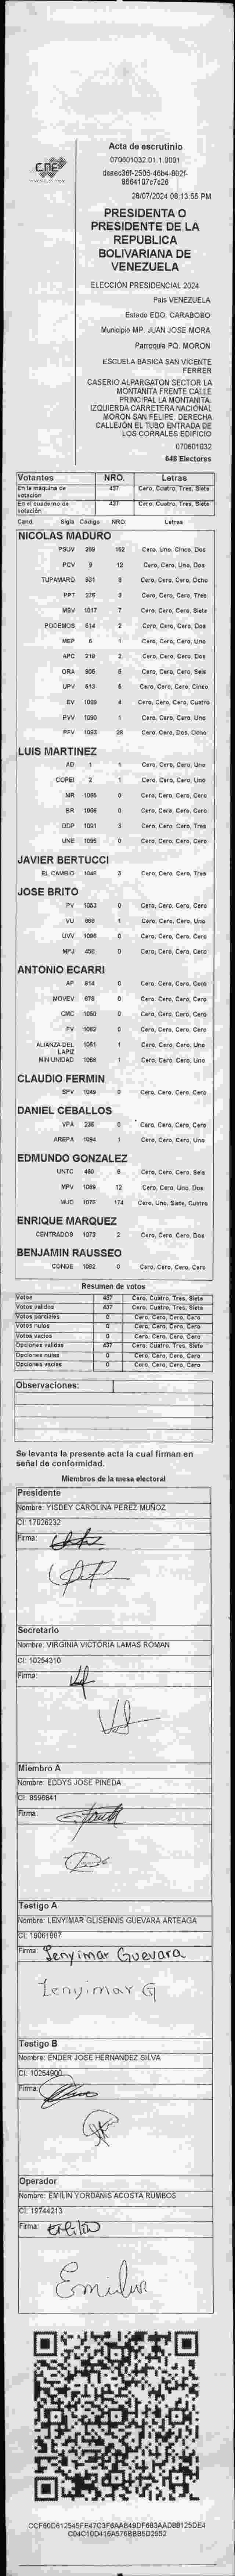 CNE
Acta de escrutinio
070601032.01.1.0001
28/07/2024 08:13:55 PM
PRESIDENTA O
PRESIDENTE DE LA
REPUBLICA
BOLIVARIANA DE
VENEZUELA
ELECCIÓN PRESIDENCIAL 2024
Pais VENEZUELA
Estado EDO. CARABOBO
Municipio MP. JUAN JOSE MORA
Parroquia PQ. MORON
ESCUELA BASICA SAN VICENTE
FERRER
CASERIO ALPARGATON SECTOR LA
MONTAÑITA FRENTE CALLE
PRINCIPAL LA MONTAÑITA.
IZQUIERDA CARRETERA NACIONAL
MORON SAN FELIPE. DERECHA
CALLEJÓN EL TUBO ENTRADA DE
LOS CORRALES EDIFICIO
070601032
648 Electores
Votantes NRO. Letras
En la máquina de votación 437 Cero, Cuatro, Tres, Siete
En el cuaderno de votación 437 Cero, Cuatro, Tres, Siete
Cand. Sigla Código NRO. Letras
NICOLAS MADURO
PSUV 269 152 Cero, Uno, Cinco, Dos
PCV 9 12 Cero, Cero, Uno, Dos
TUPAMARO 931 8 Cero, Cero, Cero, Ocho
PPT 276 3 Cero, Cero, Cero, Tres
MSV 1017 7 Cero, Cero, Cero, Siete
PODEMOS 514 2 Cero, Cero, Cero, Dos
MEP 6 1 Cero, Cero, Cero, Uno
APC 219 2 Cero, Cero, Cero, Dos
ORA 906 6 Cero, Cero, Cero, Seis
UPV 513 5 Cero, Cero, Cero, Cinco
EV 1089 4 Cero, Cero, Cero, Cuatro
PVV 1090 1 Cero, Cero, Cero, Uno
PFV 1093 28 Cero, Cero, Dos, Ocho
LUIS MARTINEZ
AD 1 1 Cero, Cero, Cero, Uno
COPEI 2 1 Cero, Cero, Cero, Uno
MR 1065 0 Cero, Cero, Cero, Cero
BR 1066 0 Cero, Cero, Cero, Cero
DDP 1091 3 Cero, Cero, Cero, Tres
UNE 1095 0 Cero, Cero, Cero, Cero
JAVIER BERTUCCI
EL CAMBIO 1046 3 Cero, Cero, Cero, Tres
JOSE BRITO
PV 1053 0 Cero, Cero, Cero, Cero
VU 969 1 Cero, Cero, Cero, Uno
UVV 1096 0 Cero, Cero, Cero, Cero
MPJ 456 0 Cero, Cero, Cero, Cero
ANTONIO ECARRI
AP 914 0 Cero, Cero, Cero, Cero
MOVEV 876 0 Cero, Cero, Cero, Cero
CMC 1050 0 Cero, Cero, Cero, Cero
FV 1062 0 Cero, Cero, Cero, Cero
ALIANZA DEL LAPIZ 1051 1 Cero, Cero, Cero, Uno
MIN UNIDAD 1058 1 Cero, Cero, Cero, Uno
CLAUDIO FERMIN
SPV 1049 0 Cero, Cero, Cero, Cero
DANIEL CEBALLOS
VPA 236 0 Cero, Cero, Cero, Cero
AREPA 1094 1 Cero, Cero, Cero, Uno
EDMUNDO GONZALEZ
UNTC 460 6 Cero, Cero, Cero, Seis
MPV 1069 12 Cero, Cero, Uno, Dos
MUD 1076 174 Cero, Uno, Siete, Cuatro
ENRIQUE MARQUEZ
CENTRADOS 1073 2 Cero, Cero, Cero, Dos
BENJAMIN RAUSSEO
CONDE 1092 0 Cero, Cero, Cero, Cero
Resumen de votos
Votos 437 Cero, Cuatro, Tres, Siete
Votos validos 437 Cero, Cuatro, Tres, Siete
Votos parciales 0 Cero, Cero, Cero, Cero
Votos nulos 0 Cero, Cero, Cero, Cero
Votos vacios 0 Cero, Cero, Cero, Cero
Opciones validas 437 Cero, Cuatro, Tres, Siete
Opciones nulas 0 Cero, Cero, Cero, Cero
Opciones vacias 0 Cero, Cero, Cero, Cero
Observaciones:
Se levanta la presente acta la cual firman en
señal de conformidad.
Miembros de la mesa electoral
Presidente
Nombre: YISDEY CAROLINA PEREZ MUÑOZ
CI: 17026232
Firma:
Secretario
Nombre: VIRGINIA VICTORIA LAMAS ROMAN
CI: 10254310
Firma:
Miembro A
Nombre: EDDYS JOSE PINEDA
CI: 8596841
Firma:
Testigo A
Nombre: LENYIMAR GLISENNIS GUEVARA ARTEAGA
CI: 19061967
Firma: Lenyimar Guevara
Lenyimar G
Testigo B
Nombre: ENDER JOSE HERNANDEZ SILVA
CI: 10254900
Firma:
Operador
Nombre: EMILIN YORDANIS ACOSTA RUMBOS
CI: 19744213
Firma: Emilin
Emilin